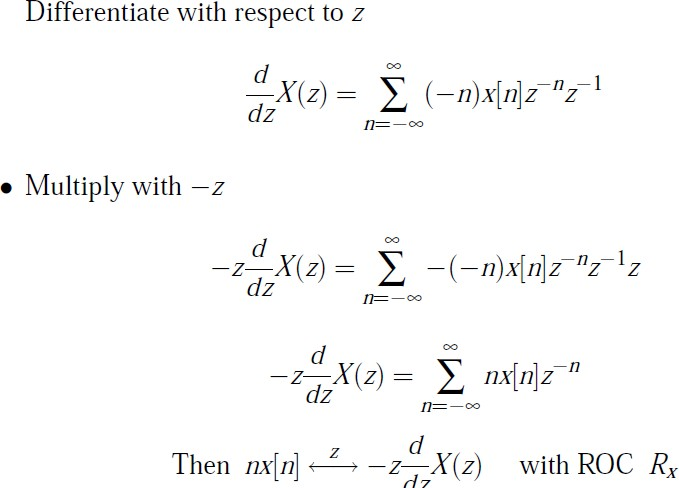 Differentiate with respect to z
d/dz X(z) = ∑_{n=−∞}^{∞} (−n)x[n]z^{−n}z^{−1}
• Multiply with −z
−z d/dz X(z) = ∑_{n=−∞}^{∞} −(−n)x[n]z^{−n}z^{−1}z
−z d/dz X(z) = ∑_{n=−∞}^{∞} nx[n]z^{−n}
Then nx[n] ⟷^{z} −z d/dz X(z) with ROC R_x